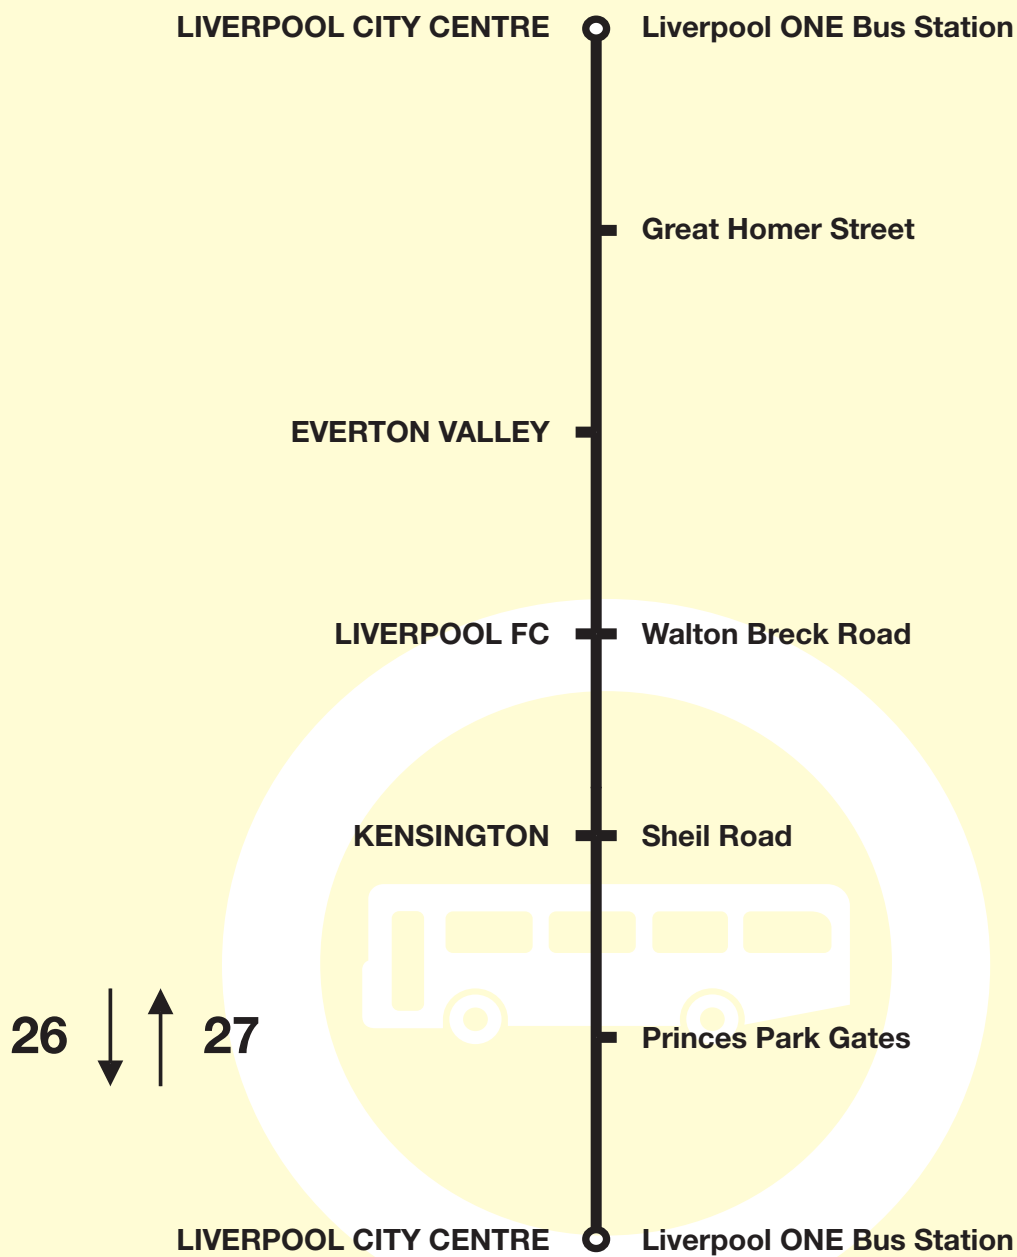 LIVERPOOL CITY CENTRE Liverpool ONE Bus Station
Great Homer Street
EVERTON VALLEY
LIVERPOOL FC Walton Breck Road
KENSINGTON Sheil Road
26 27
Princes Park Gates
LIVERPOOL CITY CENTRE Liverpool ONE Bus Station